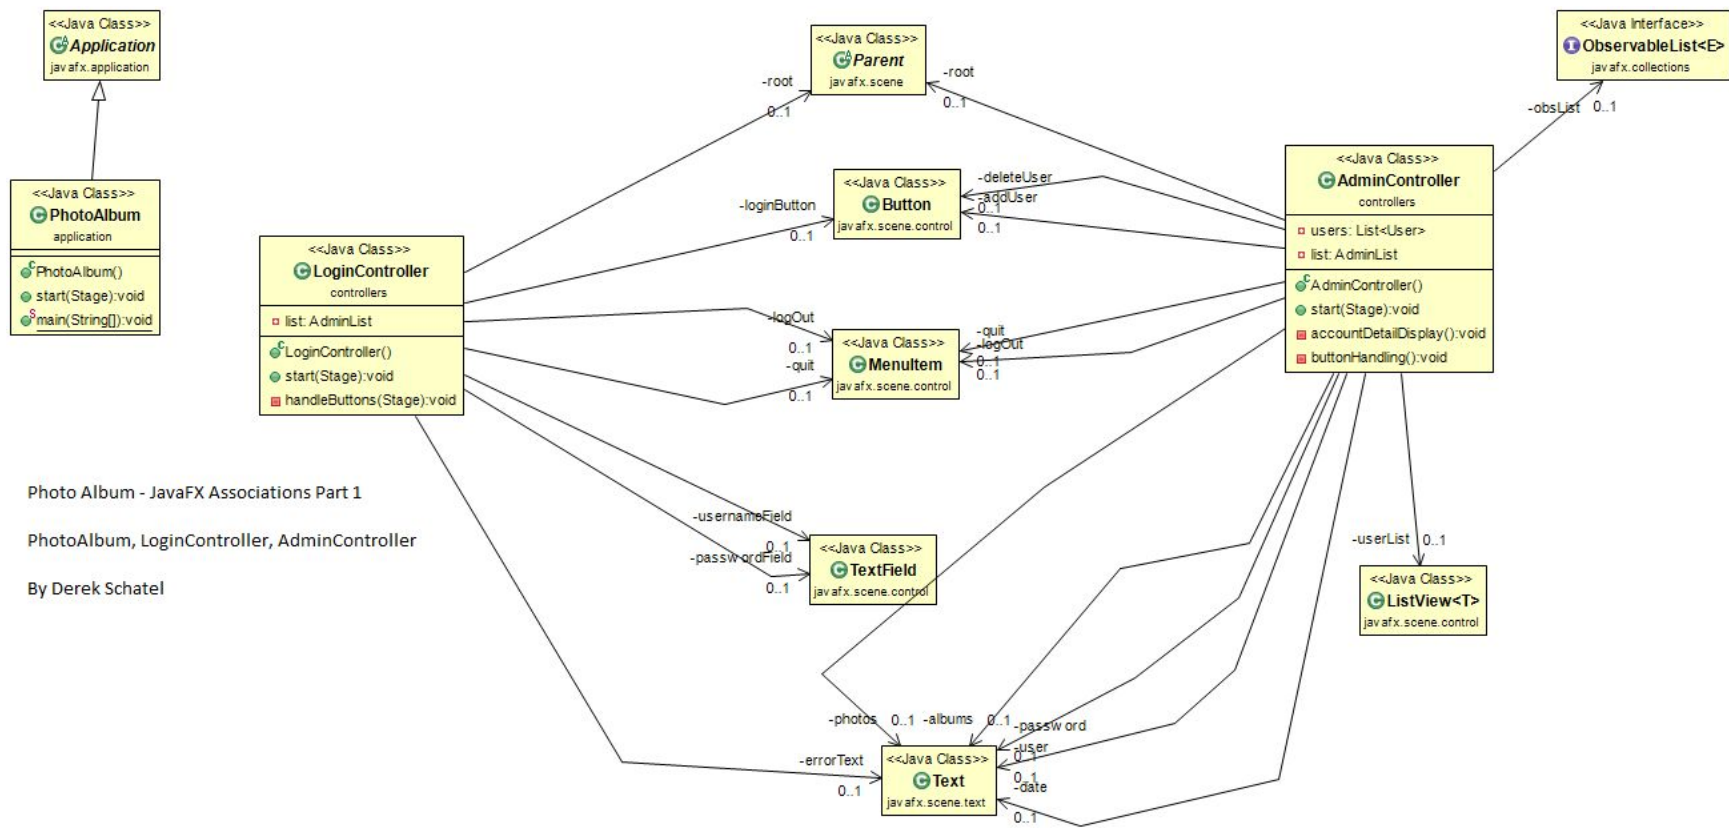 <<Java Class>>
Application
javafx.application
<<Java Class>>
PhotoAlbum
application
PhotoAlbum()
start(Stage):void
main(String[]):void
<<Java Class>>
LoginController
controllers
list: AdminList
LoginController()
start(Stage):void
handleButtons(Stage):void
<<Java Class>>
Parent
javafx.scene
-root
0..1
-root
0..1
<<Java Class>>
Button
javafx.scene.control
-loginButton
0..1
-deleteUser
-addUser
0..1
0..1
<<Java Class>>
MenuItem
javafx.scene.control
-logOut
0..1
-quit
0..1
-quit
-logOut
0..1
0..1
<<Java Class>>
TextField
javafx.scene.control
-usernameField
0..1
-passwordField
0..1
<<Java Class>>
Text
javafx.scene.text
-errorText
0..1
-photos
0..1
-albums
0..1
-password
-user
0..1
0..1
-date
0..1
<<Java Interface>>
ObservableList<E>
javafx.collections
-obsList
0..1
<<Java Class>>
AdminController
controllers
users: List<User>
list: AdminList
AdminController()
start(Stage):void
accountDetailDisplay():void
buttonHandling():void
-userList
0..1
<<Java Class>>
ListView<T>
javafx.scene.control
Photo Album - JavaFX Associations Part 1
PhotoAlbum, LoginController, AdminController
By Derek Schatel